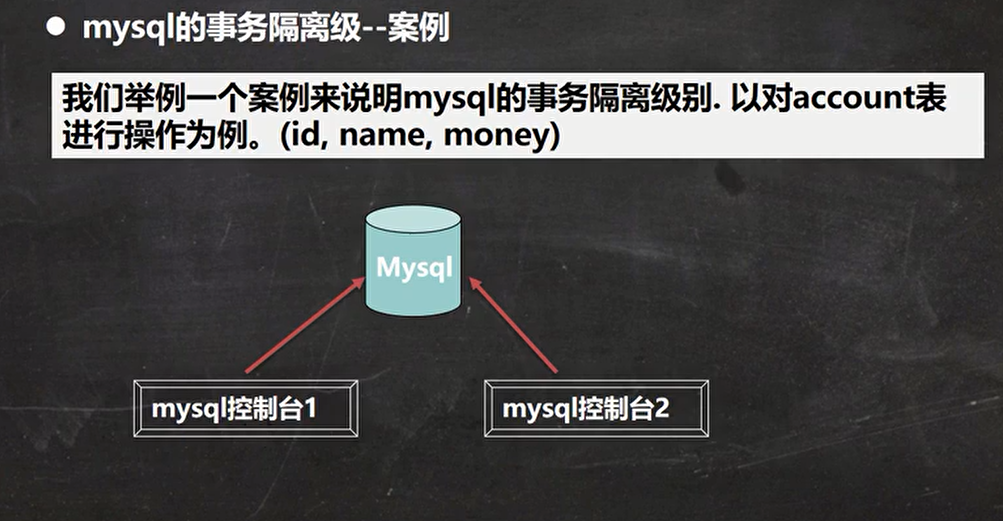 ● mysql的事务隔离级--案例
我们举例一个案例来说明mysql的事务隔离级别. 以对account表
进行操作为例。(id, name, money)
Mysql
mysql控制台1
mysql控制台2